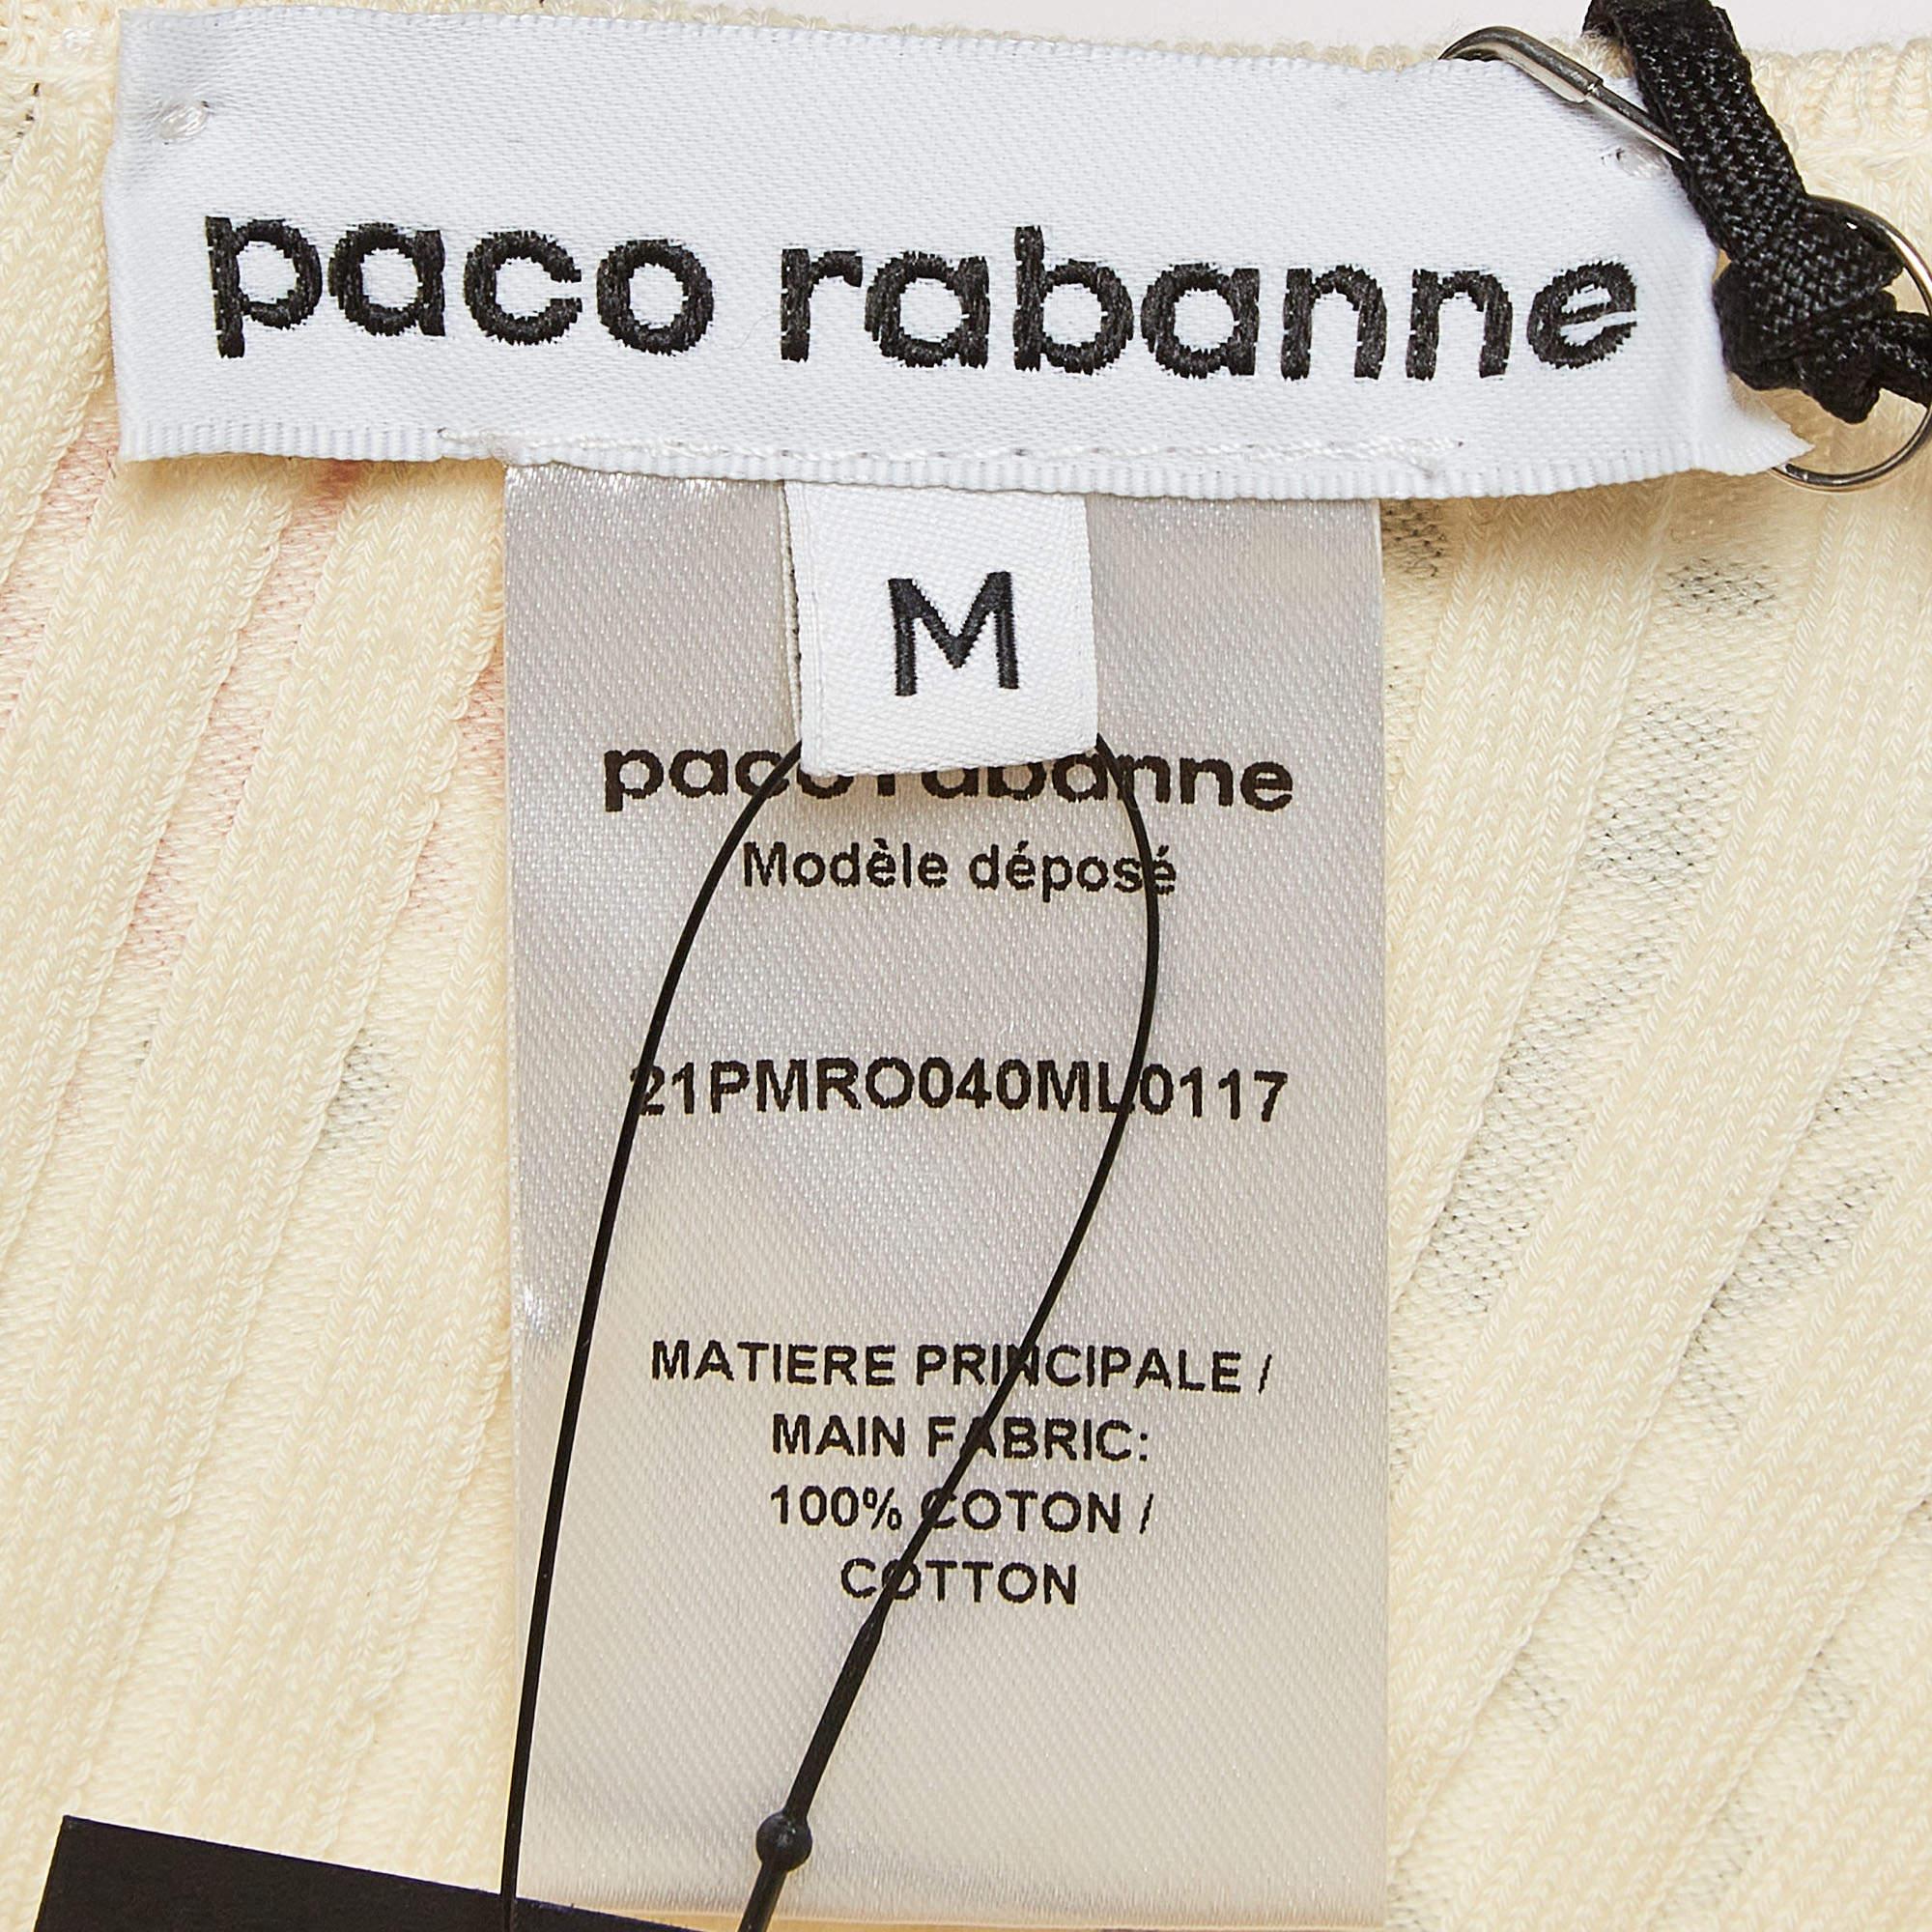 paco rabanne
M
paco rabanne
Modèle déposé
21PMRO040ML0117
MATIERE PRINCIPALE /
MAIN FABRIC:
100% COTON /
COTTON